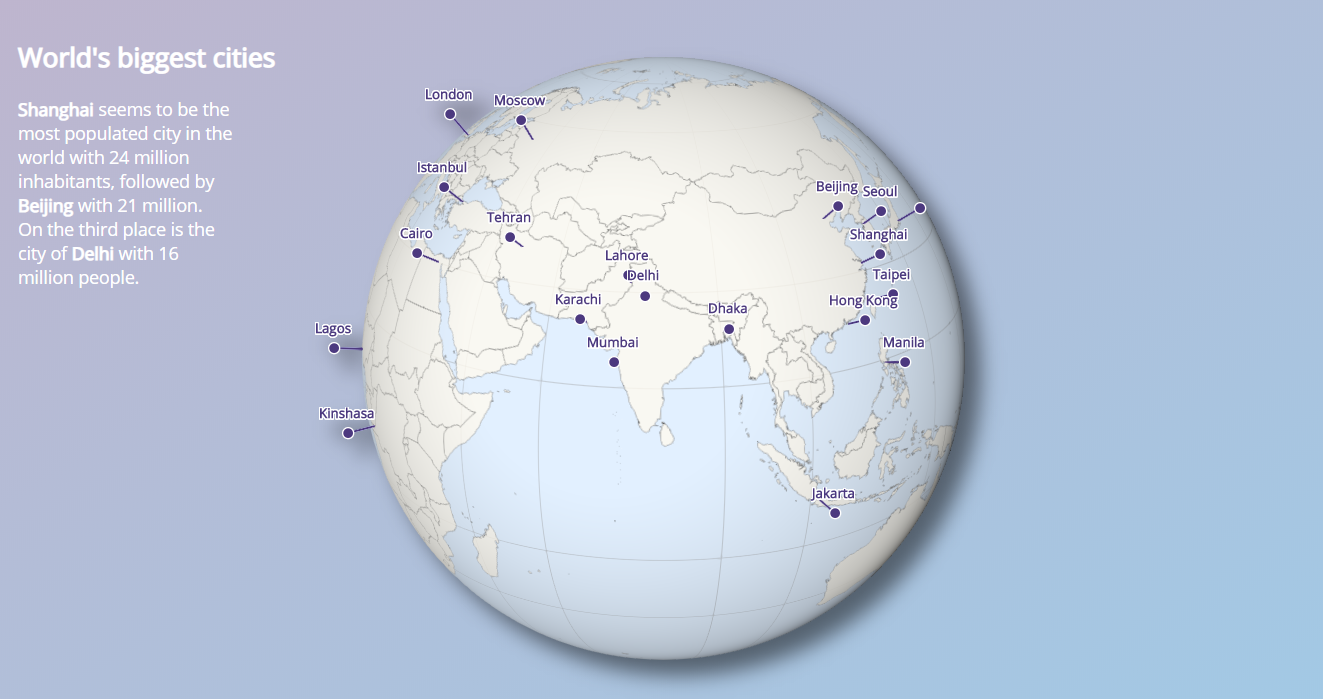 World's biggest cities
Shanghai seems to be the
most populated city in the
world with 24 million
inhabitants, followed by
Beijing with 21 million.
On the third place is the
city of Delhi with 16
million people.
London
Moscow
Istanbul
Tehran
Cairo
Lahore
Delhi
Karachi
Mumbai
Dhaka
Beijing
Seoul
Shanghai
Taipei
Hong Kong
Manila
Lagos
Kinshasa
Jakarta